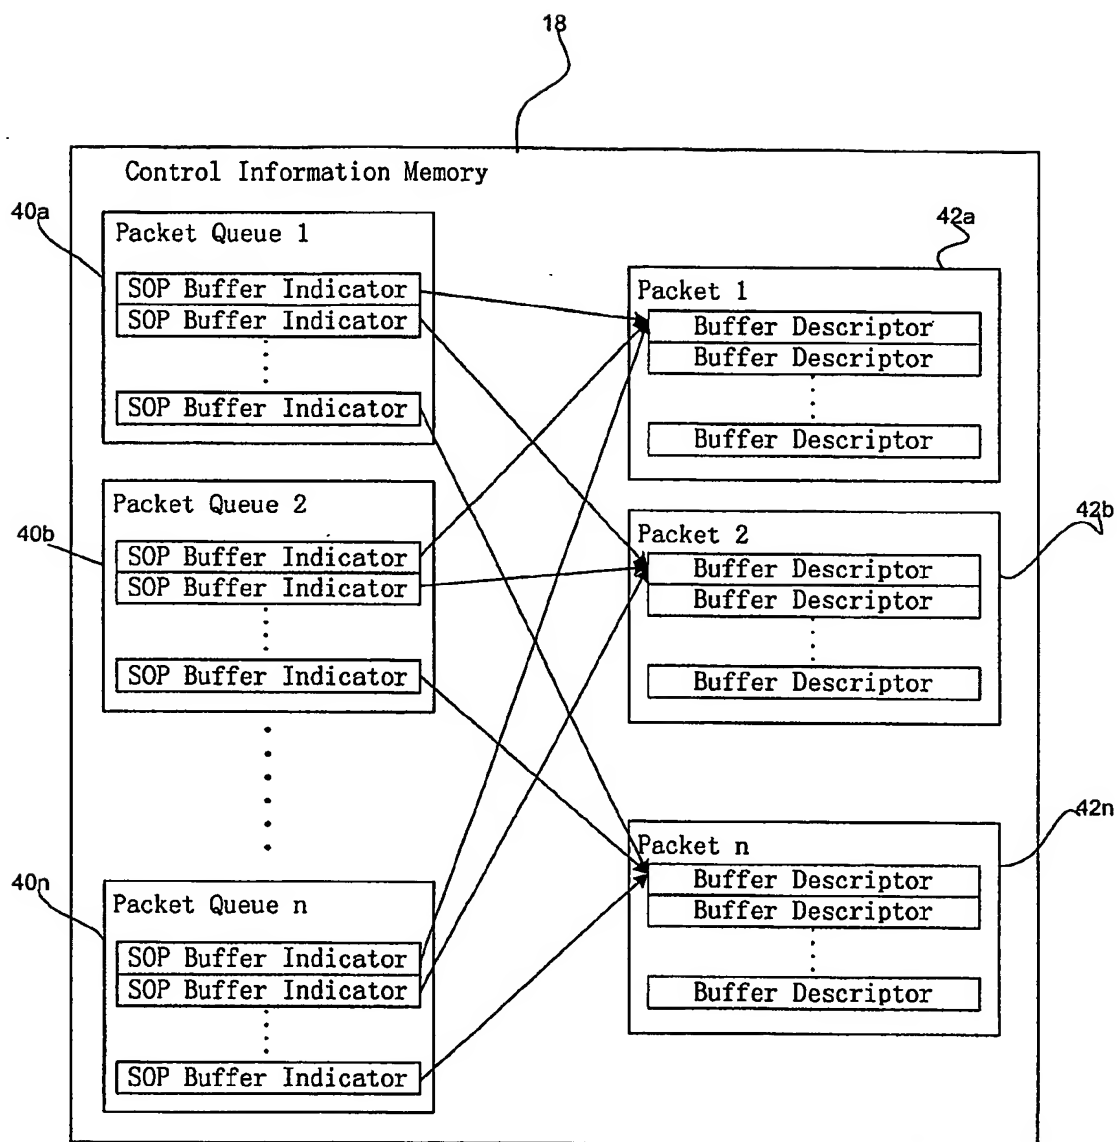 18
Control Information Memory
40a
Packet Queue 1
SOP Buffer Indicator
SOP Buffer Indicator
SOP Buffer Indicator
42a
Packet 1
Buffer Descriptor
Buffer Descriptor
Buffer Descriptor
40b
Packet Queue 2
SOP Buffer Indicator
SOP Buffer Indicator
SOP Buffer Indicator
42b
Packet 2
Buffer Descriptor
Buffer Descriptor
Buffer Descriptor
40n
Packet Queue n
SOP Buffer Indicator
SOP Buffer Indicator
SOP Buffer Indicator
42n
Packet n
Buffer Descriptor
Buffer Descriptor
Buffer Descriptor